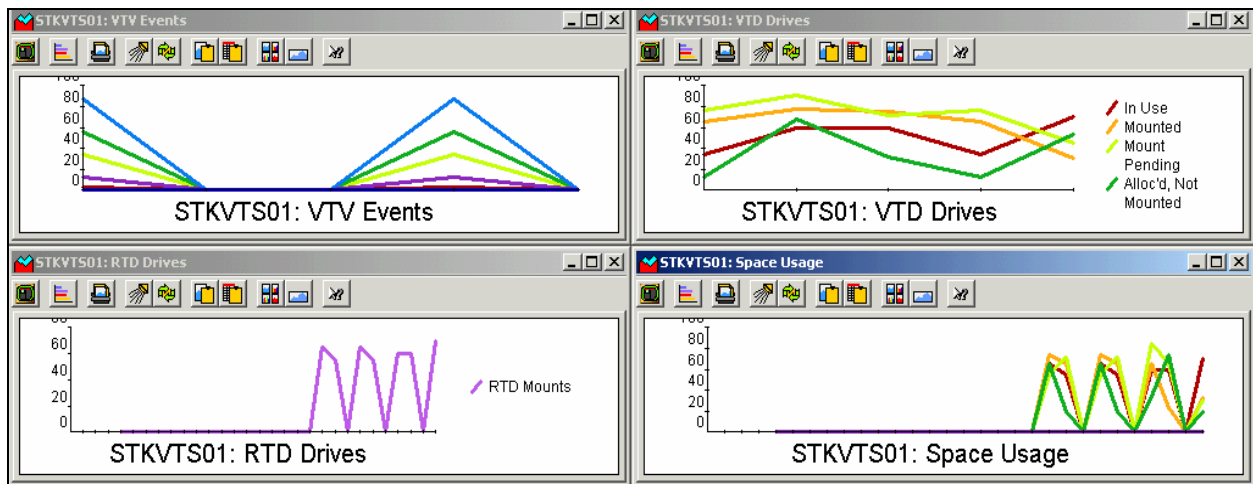 STKVTS01: VTV Events
80
60
40
20
0
STKVTS01: VTV Events
STKVTS01: VTD Drives
80
60
40
20
0
In Use
Mounted
Mount
Pending
Alloc'd, Not
Mounted
STKVTS01: VTD Drives
STKVTS01: RTD Drives
60
40
20
0
RTD Mounts
STKVTS01: RTD Drives
STKVTS01: Space Usage
80
60
40
20
0
STKVTS01: Space Usage